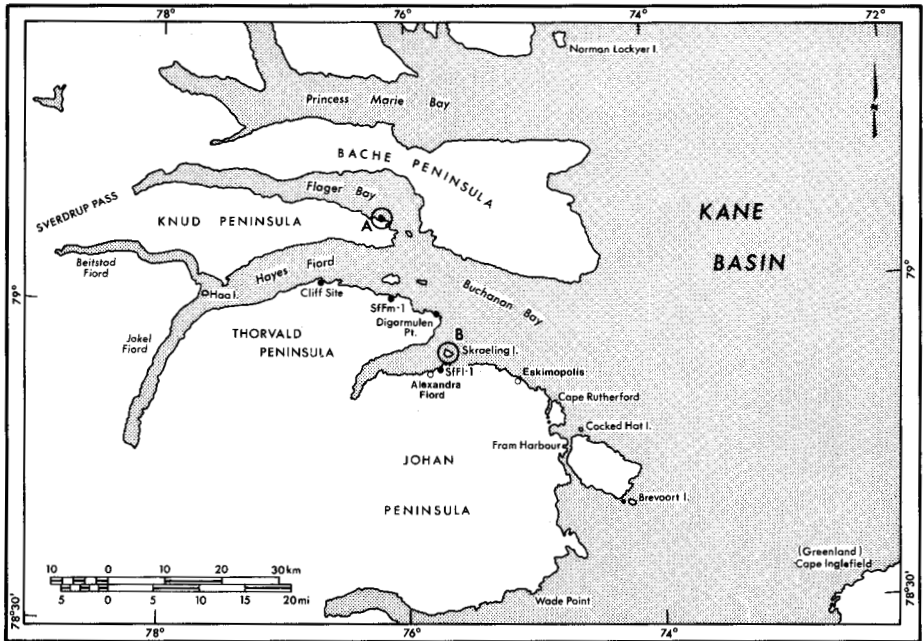 78°
76°
74°
72°
Norman Lockyer I.
Princess Marie Bay
N
BACHE PENINSULA
Flager Bay
SVERDRUP PASS
KNUD PENINSULA
A
KANE
BASIN
Beitstad
Fiord
Hayes Fiord
Buchanan Bay
79°
79°
Haa I.
Cliff Site
SfFm-1
Digarmulen
Pt.
THORVALD
PENINSULA
Jokel
Fiord
B
Skraeling I.
SfFl-1
Alexandra
Fiord
Eskimopolis
Cape Rutherford
Cocked Hat I.
Fram Harbour
JOHAN
PENINSULA
Brevoort I.
(Greenland)
Cape Inglefield
10 0 10 20 30 km
5 0 5 10 15 20 mi
Wade Point
78°30'
78°30'
78°
76°
74°